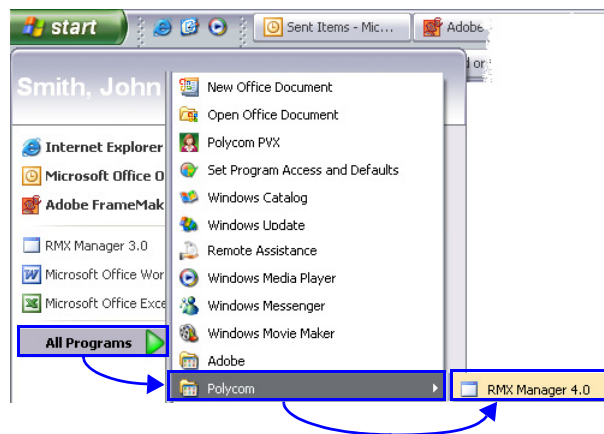 start
Sent Items - Mic...
Adobe
d or
Smith, John
Internet Explorer
Microsoft Office O
Adobe FrameMak
RMX Manager 3.0
Microsoft Office Wor
Microsoft Office Exce
All Programs
New Office Document
Open Office Document
Polycom PVX
Set Program Access and Defaults
Windows Catalog
Windows Update
Remote Assistance
Windows Media Player
Windows Messenger
Windows Movie Maker
Adobe
Polycom
RMX Manager 4.0